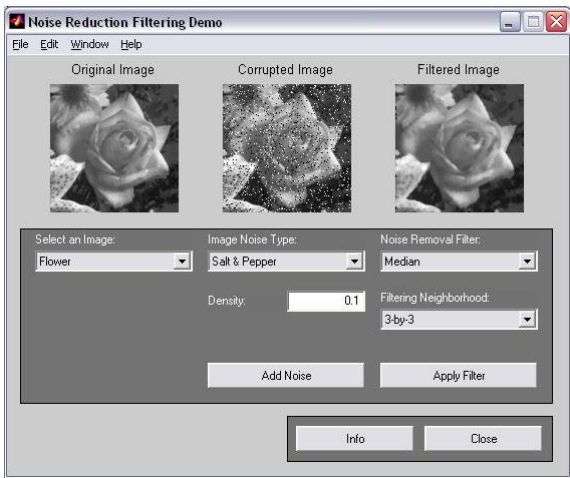 Noise Reduction Filtering Demo
File Edit Window Help
Original Image Corrupted Image Filtered Image
Select an Image: Image Noise Type: Noise Removal Filter:
Flower Salt & Pepper Median
Density: 0.1 Filtering Neighborhood:
3-by-3
Add Noise Apply Filter
Info Close